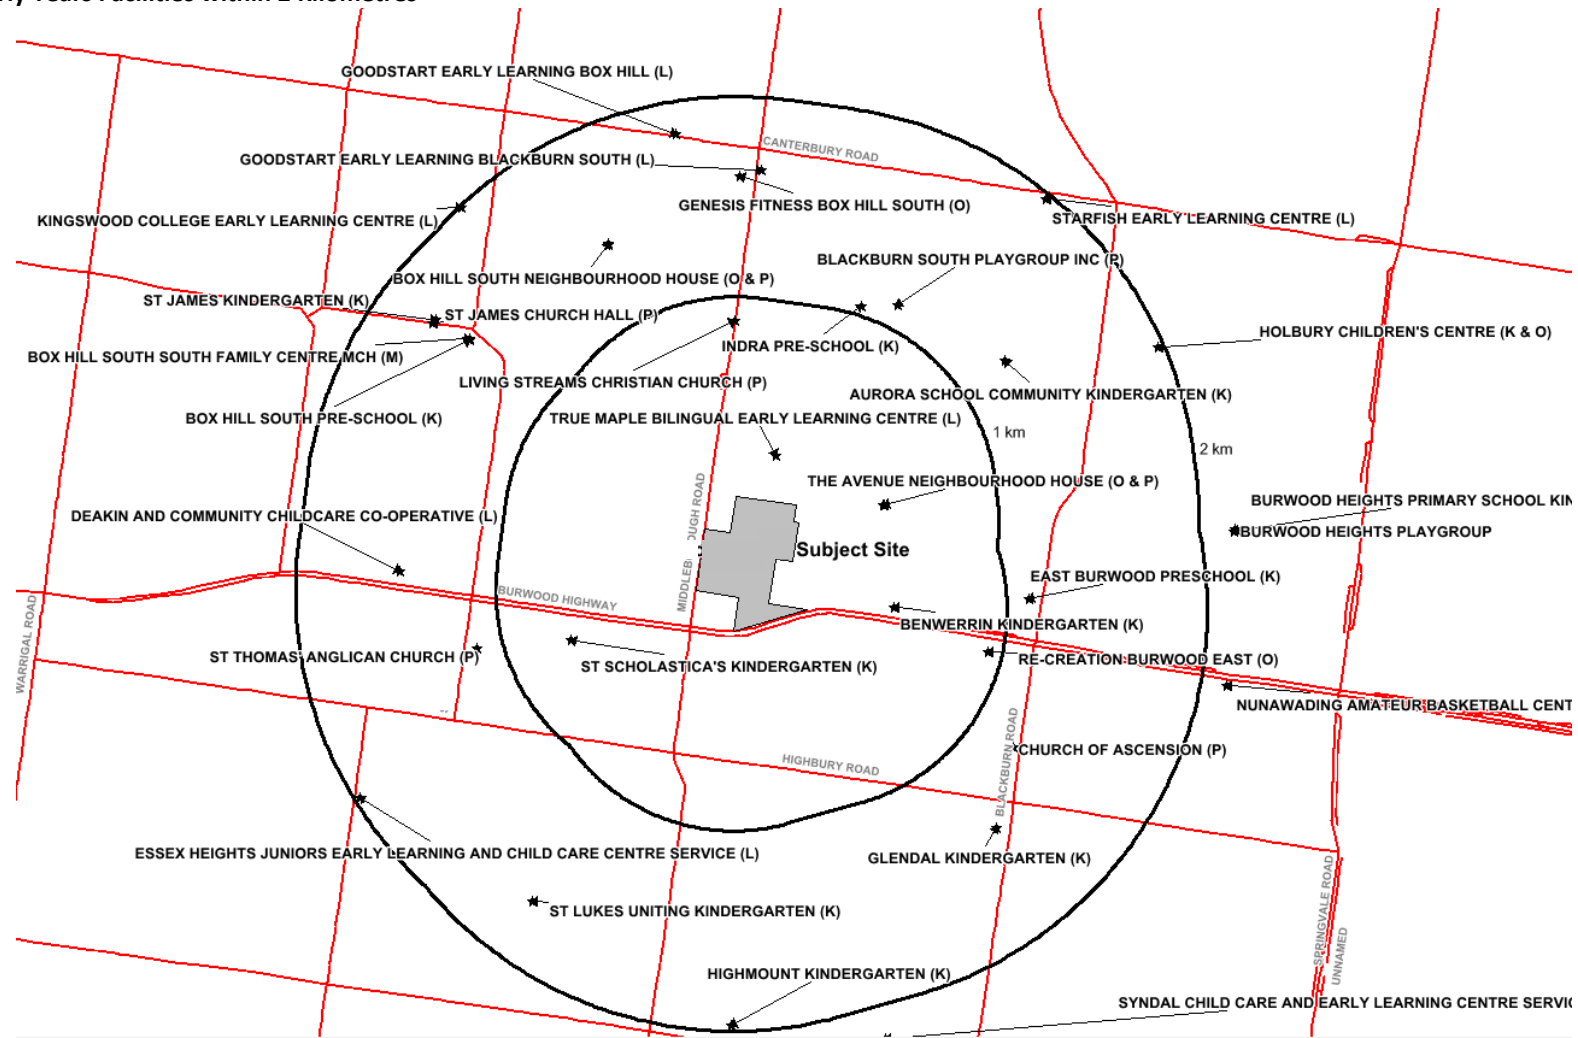 Years Facilities within 2 Kilometres
GOODSTART EARLY LEARNING BOX HILL (L)
CANTERBURY ROAD
GOODSTART EARLY LEARNING BLACKBURN SOUTH (L)
GENESIS FITNESS BOX HILL SOUTH (O)
KINGSWOOD COLLEGE EARLY LEARNING CENTRE (L)
STARFISH EARLY LEARNING CENTRE (L)
BLACKBURN SOUTH PLAYGROUP INC (P)
BOX HILL SOUTH NEIGHBOURHOOD HOUSE (O & P)
ST JAMES KINDERGARTEN (K)
ST JAMES CHURCH HALL (P)
HOLBURY CHILDREN'S CENTRE (K & O)
INDRA PRE-SCHOOL (K)
BOX HILL SOUTH SOUTH FAMILY CENTRE MCH (M)
LIVING STREAMS CHRISTIAN CHURCH (P)
AURORA SCHOOL COMMUNITY KINDERGARTEN (K)
BOX HILL SOUTH PRE-SCHOOL (K)
TRUE MAPLE BILINGUAL EARLY LEARNING CENTRE (L)
1 km
2 km
THE AVENUE NEIGHBOURHOOD HOUSE (O & P)
BURWOOD HEIGHTS PRIMARY SCHOOL KIN
DEAKIN AND COMMUNITY CHILDCARE CO-OPERATIVE (L)
BURWOOD HEIGHTS PLAYGROUP
MIDDLEB OUGH ROAD
Subject Site
EAST BURWOOD PRESCHOOL (K)
BURWOOD HIGHWAY
BENWERRIN KINDERGARTEN (K)
WARRIGAL ROAD
ST THOMAS' ANGLICAN CHURCH (P)
ST SCHOLASTICA'S KINDERGARTEN (K)
RE-CREATION BURWOOD EAST (O)
NUNAWADING AMATEUR BASKETBALL CENT
CHURCH OF ASCENSION (P)
HIGHBURY ROAD
BLACKBURN ROAD
ESSEX HEIGHTS JUNIORS EARLY LEARNING AND CHILD CARE CENTRE SERVICE (L)
GLENDAL KINDERGARTEN (K)
ST LUKES UNITING KINDERGARTEN (K)
SPRINGVALE ROAD
UNNAMED
HIGHMOUNT KINDERGARTEN (K)
SYNDAL CHILD CARE AND EARLY LEARNING CENTRE SERVIC